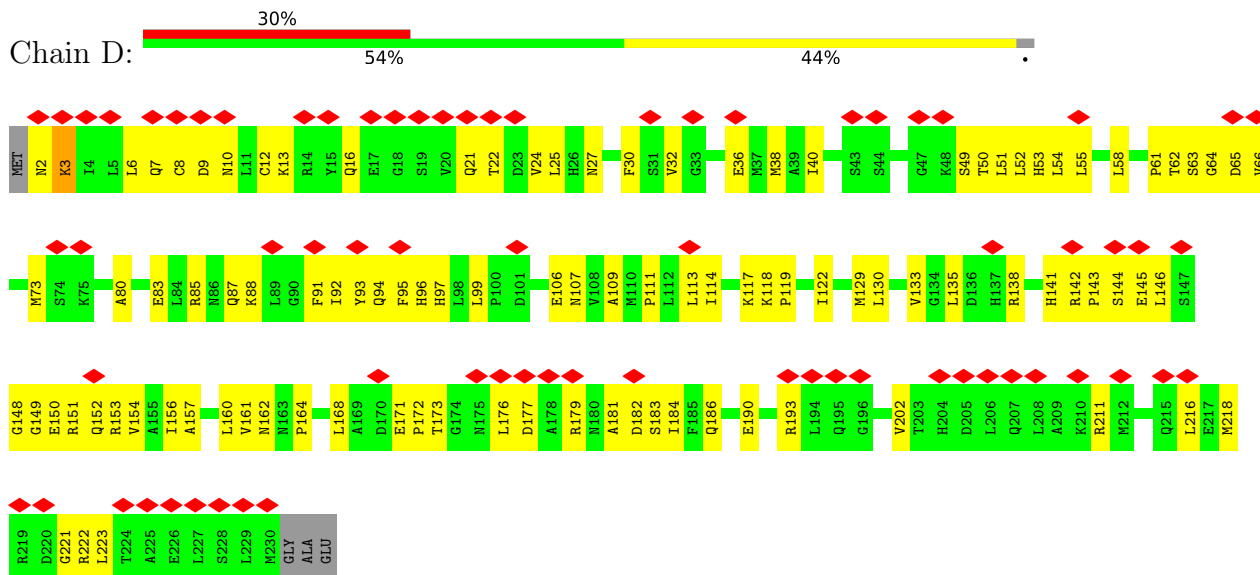 30%
Chain D:
54% 44% .
MET N2 K3 I4 L5 L6 Q7 C8 D9 N10 L11 C12 K13 R14 Y15 Q16 E17 G18 S19 V20 Q21 T22 D23 V24 L25 H26 N27 F30 S31 V32 G33 E36 M37 M38 A39 I40 S43 S44 G47 K48 S49 T50 L51 L52 H53 L54 L55 L58 P61 T62 S63 G64 D65 V66
M73 S74 K75 A80 E83 L84 R85 N86 Q87 K88 L89 G90 F91 I92 Y93 Q94 F95 H96 H97 L98 L99 P100 D101 E106 N107 V108 A109 M110 P111 L112 L113 I114 K117 K118 P119 I122 M129 L130 V133 G134 L135 D136 H137 R138 H141 R142 P143 S144 E145 L146 S147
G148 G149 E150 R151 Q152 R153 V154 A155 I156 A157 L160 V161 N162 N163 P164 L168 A169 D170 E171 P172 T173 G174 N175 L176 D177 A178 R179 N180 A181 D182 S183 I184 F185 Q186 E190 R193 L194 Q195 G196 V202 T203 H204 D205 L206 Q207 L208 A209 K210 R211 M212 Q215 L216 E217 M218
R219 D220 G221 R222 L223 T224 A225 E226 L227 S228 L229 M230 GLY ALA GLU